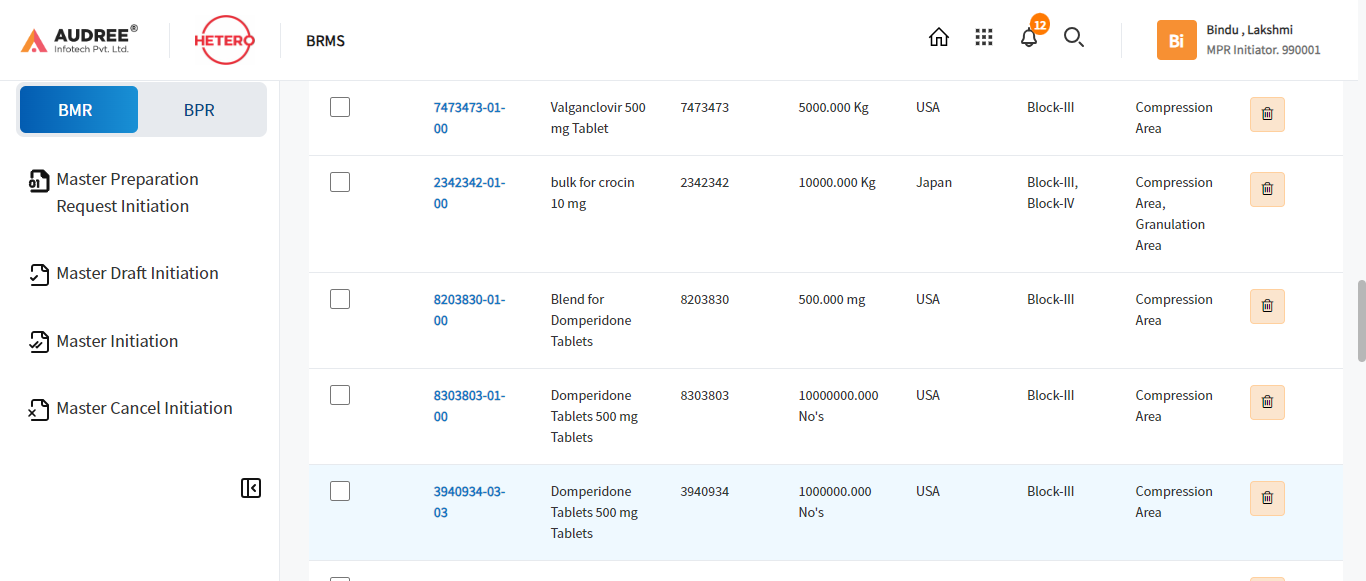 AUDREE®
Infotech Pvt. Ltd.
HETERO
BRMS
12
Bi
Bindu , Lakshmi
MPR Initiator. 990001
BMR
BPR
Master Preparation
Request Initiation
Master Draft Initiation
Master Initiation
Master Cancel Initiation
7473473-01- Valganclovir 500 7473473 5000.000 Kg USA Block-III Compression
00 mg Tablet Area
2342342-01- bulk for crocin 2342342 10000.000 Kg Japan Block-III, Compression
00 10 mg Block-IV Area,
Granulation
Area
8203830-01- Blend for 8203830 500.000 mg USA Block-III Compression
00 Domperidone Area
Tablets
8303803-01- Domperidone 8303803 10000000.000 USA Block-III Compression
00 Tablets 500 mg No's Area
Tablets
3940934-03- Domperidone 3940934 1000000.000 USA Block-III Compression
03 Tablets 500 mg No's Area
Tablets